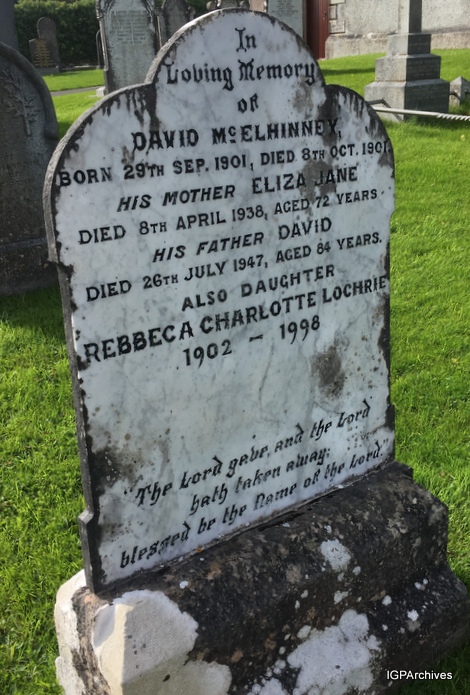 In
Loving Memory
OF
DAVID McELHINNEY,
BORN 29TH SEP. 1901, DIED 8TH OCT. 1901
HIS MOTHER ELIZA JANE
DIED 8TH APRIL 1938, AGED 72 YEARS
HIS FATHER DAVID
DIED 26TH JULY 1947, AGED 84 YEARS.
ALSO DAUGHTER
REBBECA CHARLOTTE LOCHRIE
1902 — 1998
"The Lord gave, and the Lord
hath taken away:
blessed be the Name of the Lord."
IGPArchives